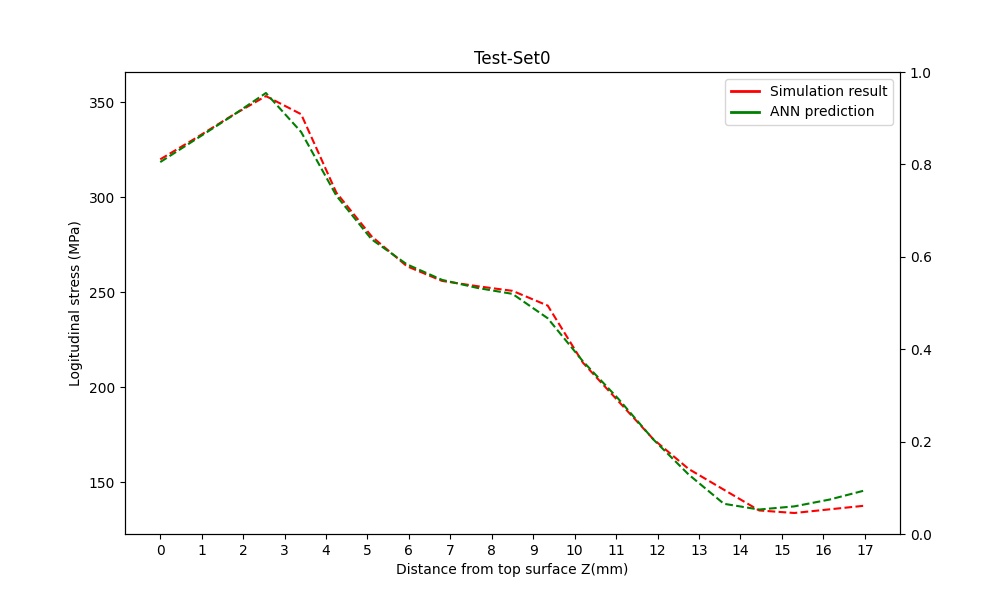 Test-Set0
Simulation result
ANN prediction
350
300
250
200
150
1.0
0.8
0.6
0.4
0.2
0.0
Logitudinal stress (MPa)
0 1 2 3 4 5 6 7 8 9 10 11 12 13 14 15 16 17
Distance from top surface Z(mm)